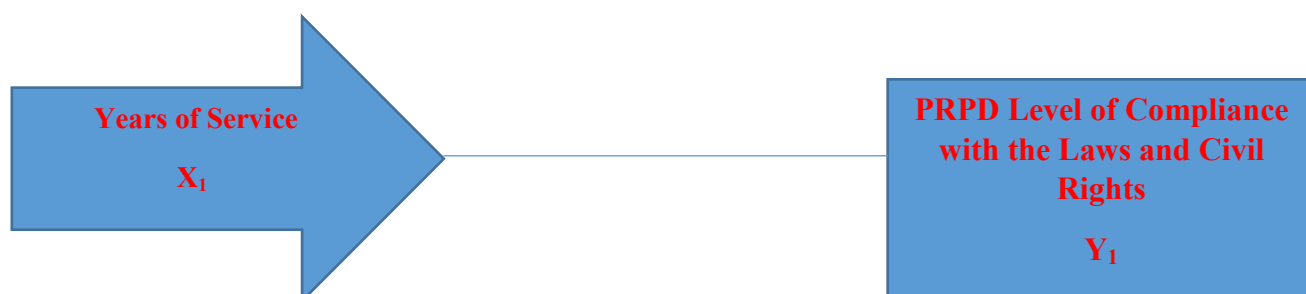 Years of Service
X₁
PRPD Level of Compliance
with the Laws and Civil
Rights
Y₁